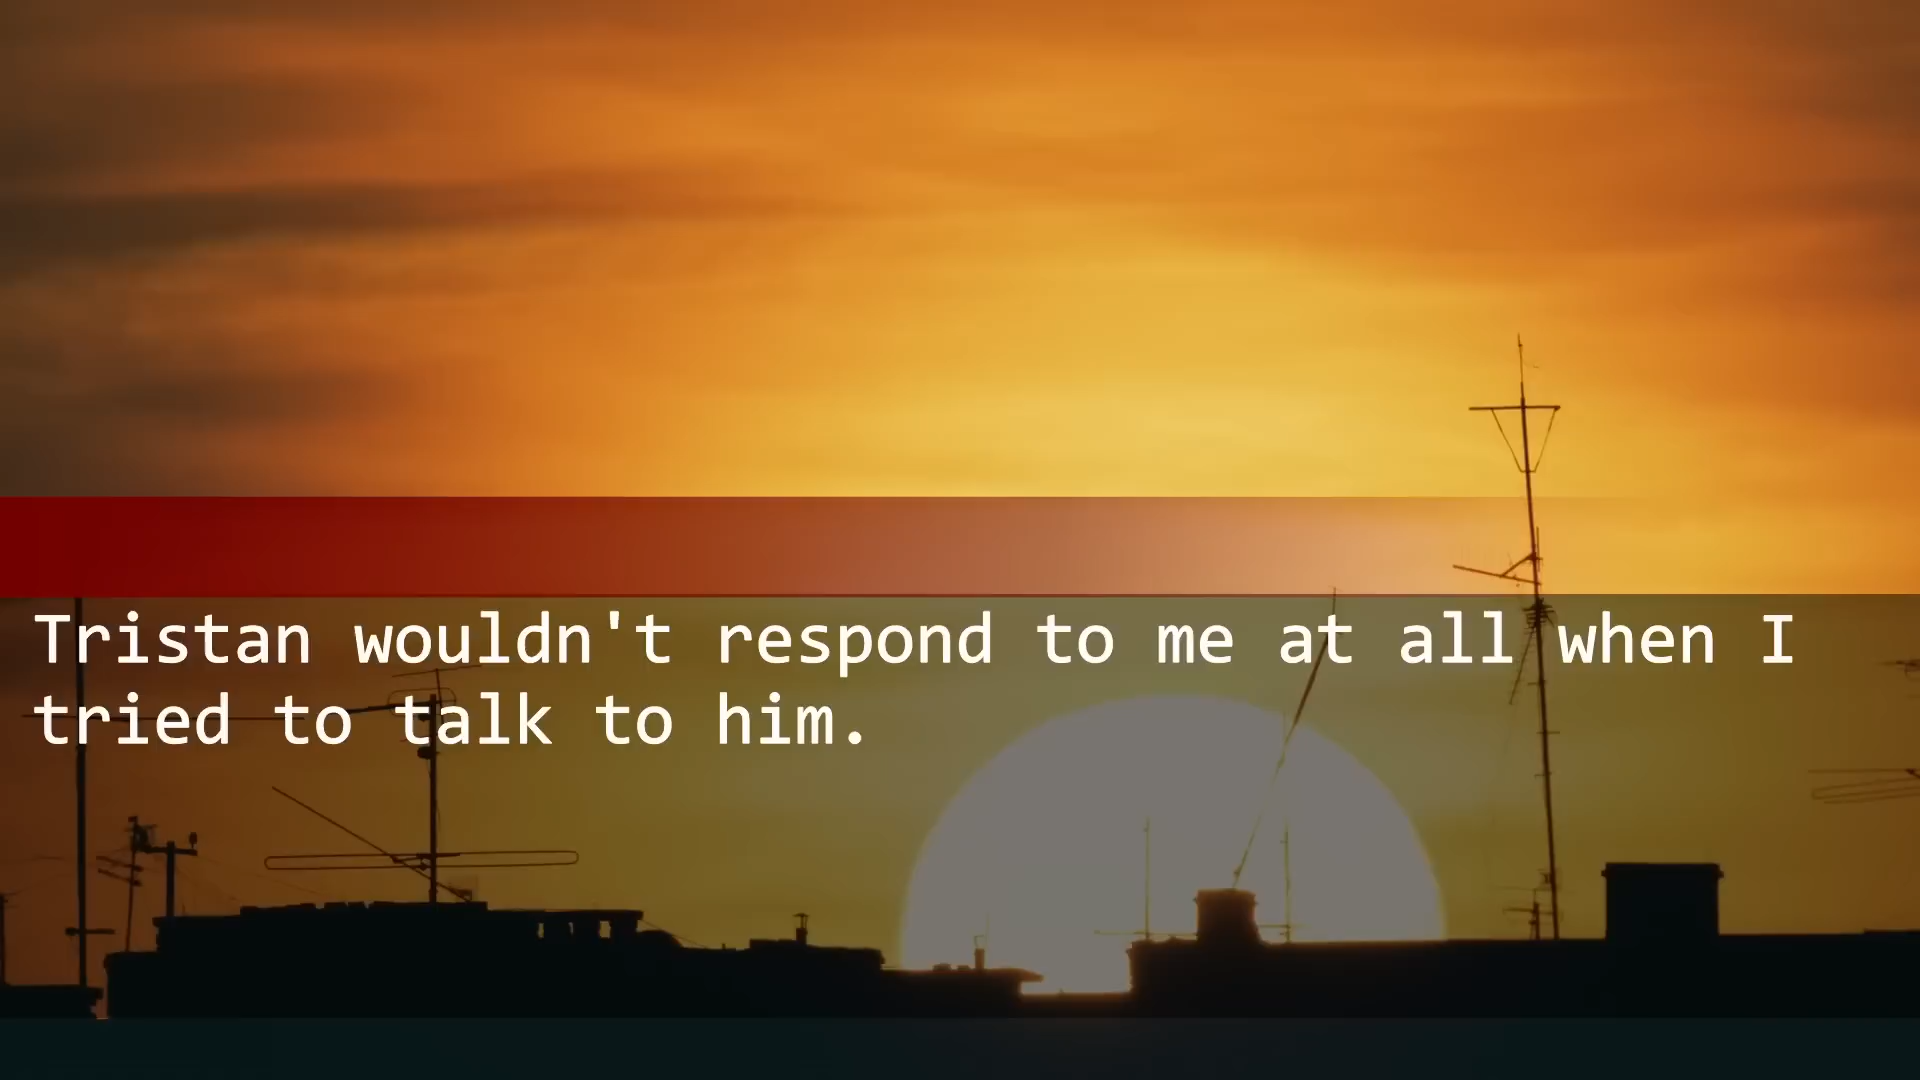 Tristan wouldn't respond to me at all when I
tried to talk to him.